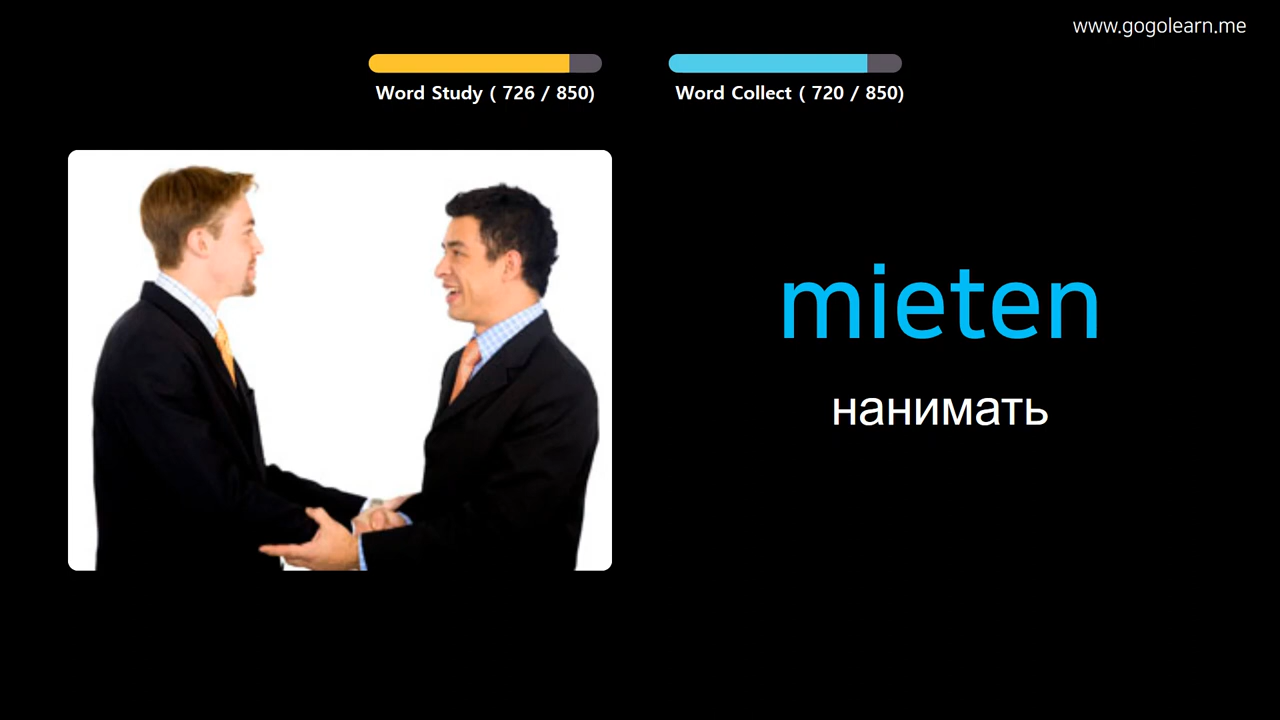 www.gogolearn.me
Word Study ( 726 / 850)
Word Collect ( 720 / 850)
mieten
нанимать